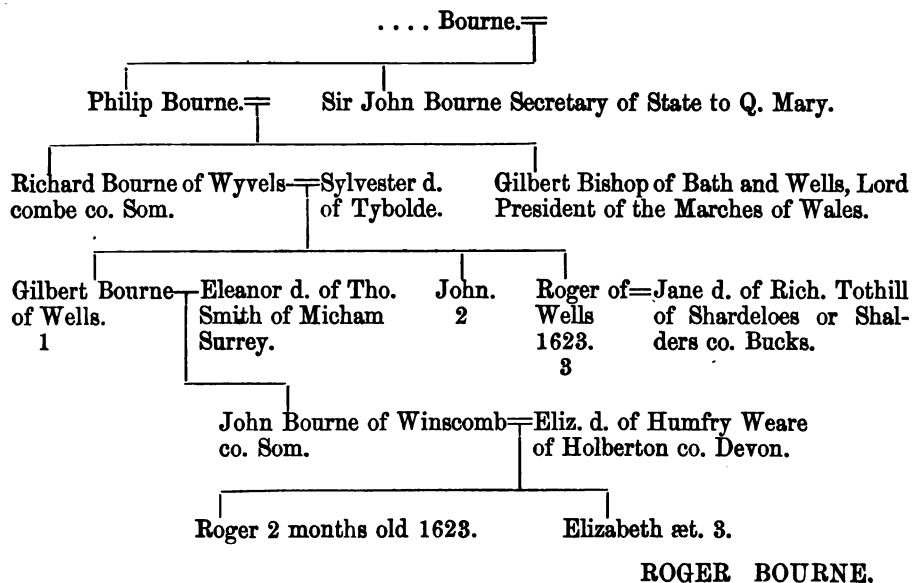 .... Bourne.
Philip Bourne. Sir John Bourne Secretary of State to Q. Mary.
Richard Bourne of Wyvels-
combe co. Som.
Sylvester d.
of Tybolde.
Gilbert Bishop of Bath and Wells, Lord
President of the Marches of Wales.
Gilbert Bourne
of Wells.
1
Eleanor d. of Tho.
Smith of Micham
Surrey.
John.
2
Roger of
Wells
1623.
3
Jane d. of Rich. Tothill
of Shardeloes or Shal-
ders co. Bucks.
John Bourne of Winscomb
co. Som.
Eliz. d. of Humfry Weare
of Holberton co. Devon.
Roger 2 months old 1623.
Elizabeth æt. 3.
ROGER BOURNE.